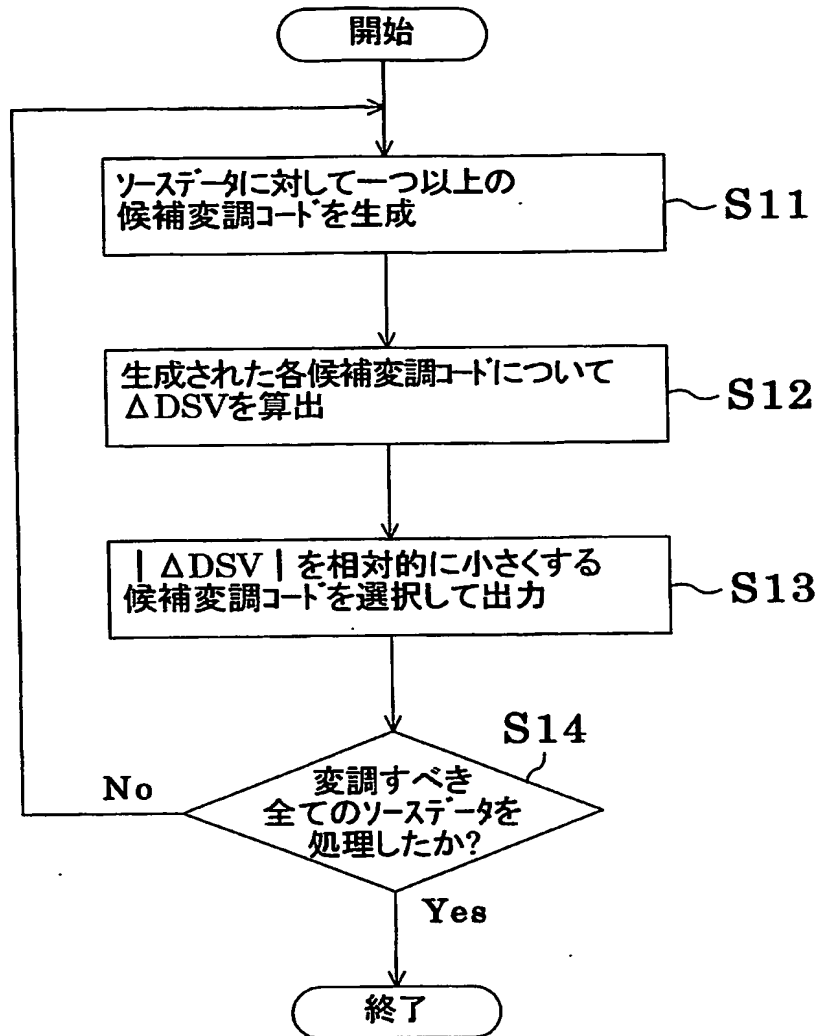 開始
ソースデータに対して一つ以上の
候補変調コードを生成
S11
生成された各候補変調コードについて
ΔDSVを算出
S12
|ΔDSV|を相対的に小さくする
候補変調コードを選択して出力
S13
S14
変調すべき
全てのソースデータを
処理したか?
No
Yes
終了